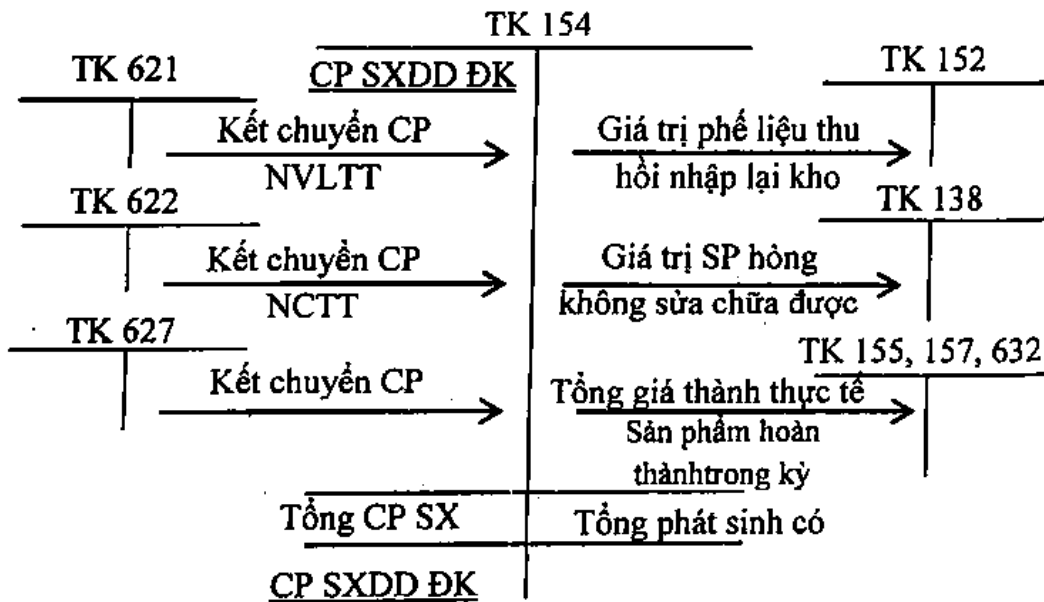 TK 154
CP SXDD ĐK
TK 621
Kết chuyển CP
NVLTT
TK 622
Kết chuyển CP
NCTT
TK 627
Kết chuyển CP
TK 152
Giá trị phế liệu thu
hồi nhập lại kho
TK 138
Giá trị SP hỏng
không sửa chữa được
TK 155, 157, 632
Tổng giá thành thực tế
Sản phẩm hoàn
thànhtrong kỳ
Tổng CP SX
Tổng phát sinh có
CP SXDD ĐK